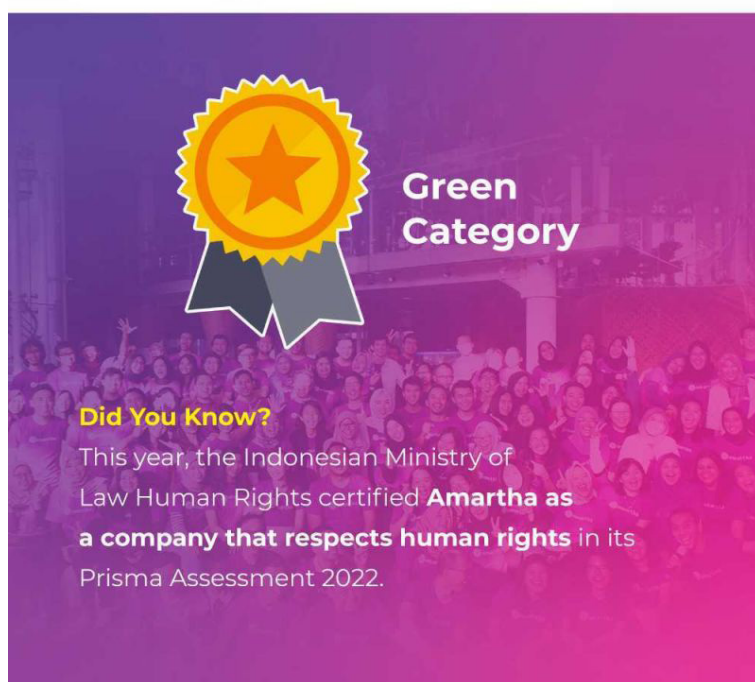 Green
Category
Did You Know?
This year, the Indonesian Ministry of
Law Human Rights certified Amartha as
a company that respects human rights in its
Prisma Assessment 2022.